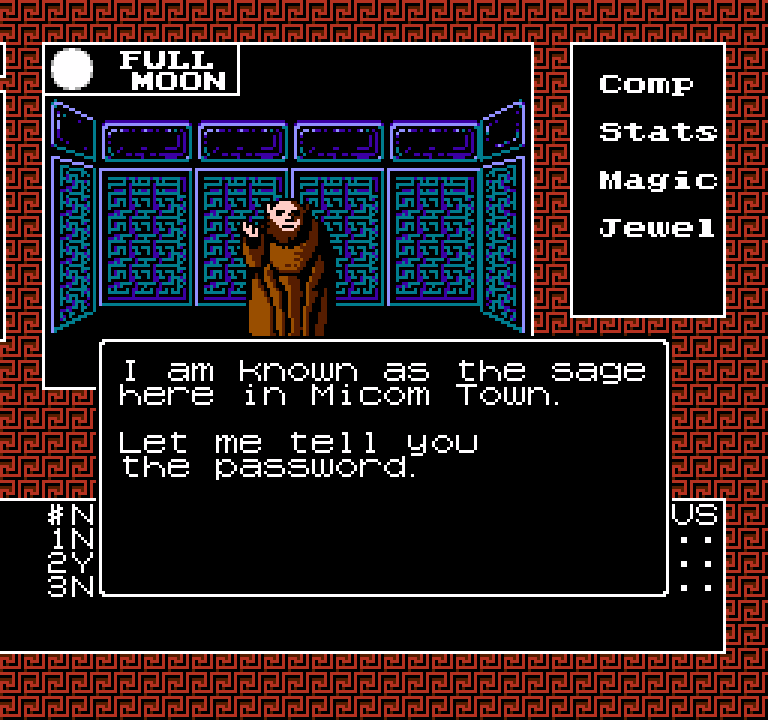 FULL
MOON
Comp
Stats
Magic
Jewel
I am known as the sage
here in Micom Town.
Let me tell you
the password.
#N
VS
1N
2Y
3N